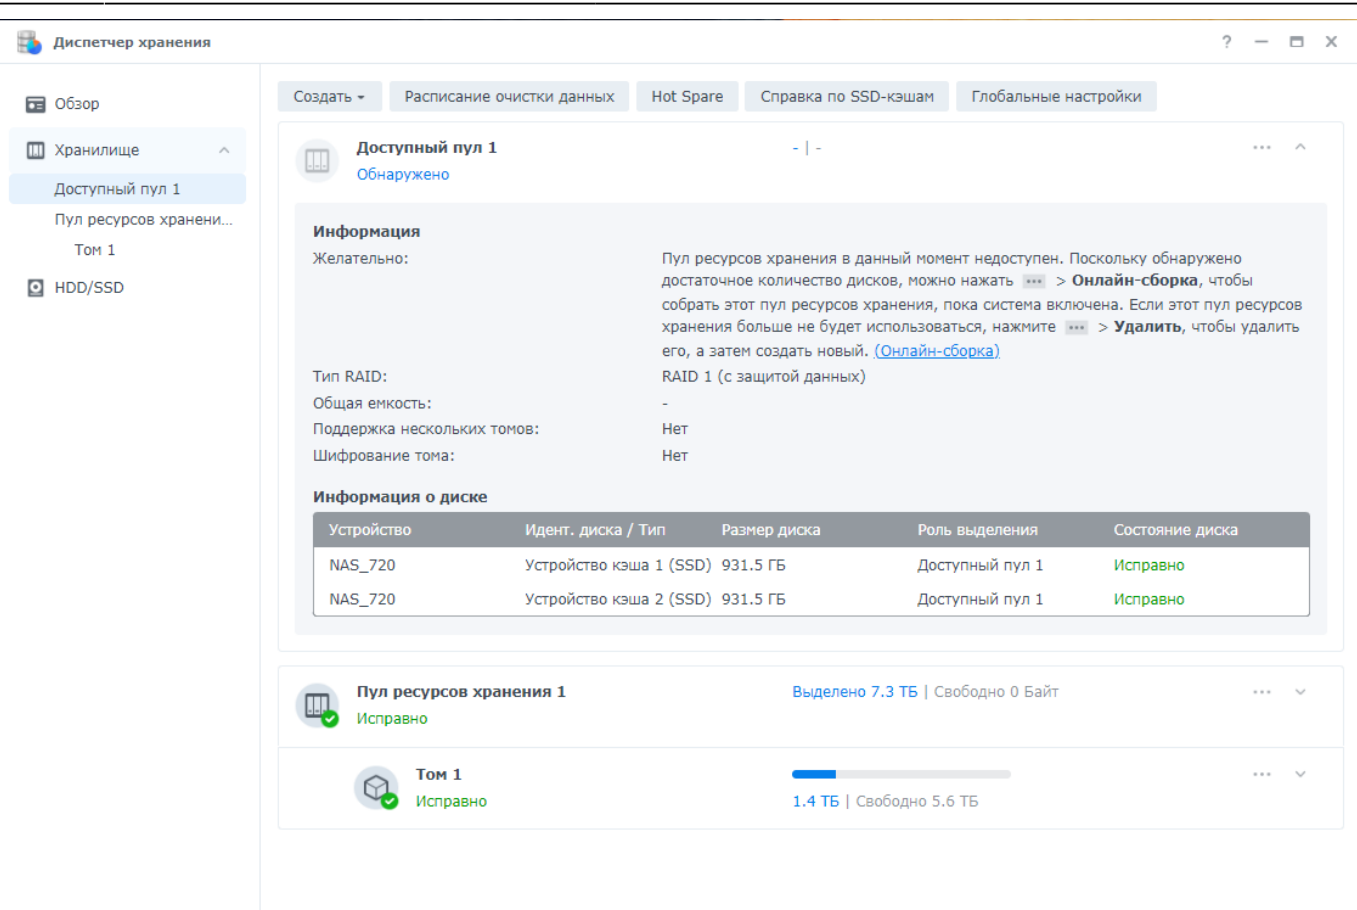 Диспетчер хранения
?
Обзор
Хранилище
Доступный пул 1
Пул ресурсов хранени...
Том 1
HDD/SSD
Создать
Расписание очистки данных
Hot Spare
Справка по SSD-кэшам
Глобальные настройки
Доступный пул 1
- | -
Обнаружено
Информация
Желательно:
Пул ресурсов хранения в данный момент недоступен. Поскольку обнаружено
достаточное количество дисков, можно нажать ··· > Онлайн-сборка, чтобы
собрать этот пул ресурсов хранения, пока система включена. Если этот пул ресурсов
хранения больше не будет использоваться, нажмите ··· > Удалить, чтобы удалить
его, а затем создать новый. (Онлайн-сборка)
Тип RAID: RAID 1 (с защитой данных)
Общая емкость: -
Поддержка нескольких томов: Нет
Шифрование тома: Нет
Информация о диске
Устройство Идент. диска / Тип Размер диска Роль выделения Состояние диска
NAS_720 Устройство кэша 1 (SSD) 931.5 ГБ Доступный пул 1 Исправно
NAS_720 Устройство кэша 2 (SSD) 931.5 ГБ Доступный пул 1 Исправно
Пул ресурсов хранения 1
Выделено 7.3 ТБ | Свободно 0 Байт
Исправно
Том 1
Исправно
1.4 ТБ | Свободно 5.6 ТБ